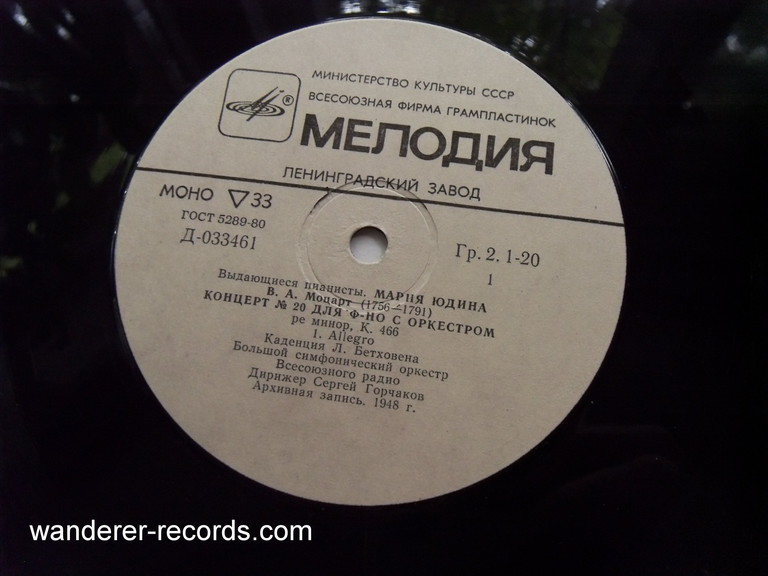 МИНИСТЕРСТВО КУЛЬТУРЫ СССР
ВСЕСОЮЗНАЯ ФИРМА ГРАМПЛАСТИНОК
®
МЕЛОДИЯ
ЛЕНИНГРАДСКИЙ ЗАВОД
МОНО ▽33
ГОСТ 5289-80
Д-033461
Гр. 2. 1-20
1
Выдающиеся пианисты. МАРИЯ ЮДИНА
В. А. Моцарт (1756—1791)
КОНЦЕРТ № 20 ДЛЯ Ф-НО С ОРКЕСТРОМ
ре минор, К. 466
1. Allegro
Каденция Л. Бетховена
Большой симфонический оркестр
Всесоюзного радио
Дирижер Сергей Горчаков
Архивная запись. 1948 г.
wanderer-records.com